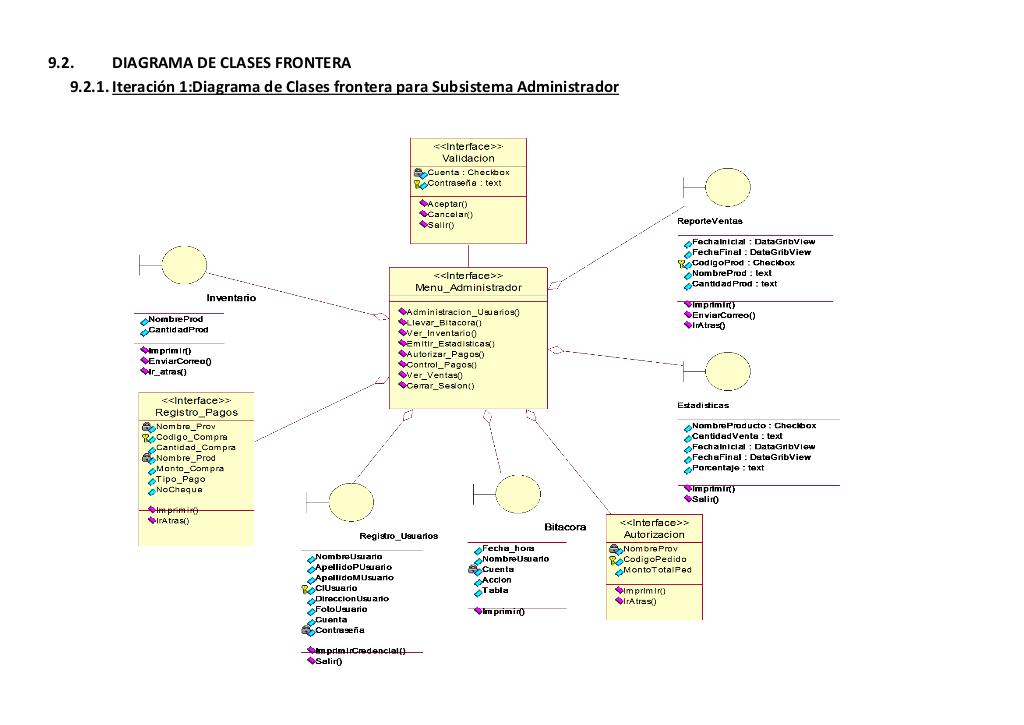 9.2. DIAGRAMA DE CLASES FRONTERA
9.2.1. Iteración 1:Diagrama de Clases frontera para Subsistema Administrador
<<Interface>>
Validacion
Cuenta : Checkbox
Contraseña : text
Aceptar()
Cancelar()
Salir()
ReporteVentas
FechaInicial : DataGribView
FechaFinal : DataGribView
CodigoProd : Checkbox
NombreProd : text
CantidadProd : text
Imprimir()
EnviarCorreo()
IrAtras()
Inventario
NombreProd
CantidadProd
Imprimir()
EnviarCorreo()
Ir_atras()
<<Interface>>
Menu_Administrador
Administracion_Usuarios()
Llevar_Bitacora()
Ver_Inventario()
Emitir_Estadisticas()
Autorizar_Pagos()
Control_Pagos()
Ver_Ventas()
Cerrar_Sesion()
Estadisticas
NombreProducto : Checkbox
CantidadVenta : text
FechaInicial : DataGribView
FechaFinal : DataGribView
Porcentaje : text
Imprimir()
Salir()
<<Interface>>
Registro_Pagos
Nombre_Prov
Codigo_Compra
Cantidad_Compra
Nombre_Prod
Monto_Compra
Tipo_Pago
NoCheque
Imprimir()
IrAtras()
Registro_Usuarios
NombreUsuario
ApellidoPUsuario
ApellidoMUsuario
CIUsuario
DireccionUsuario
FotoUsuario
Cuenta
Contraseña
ImprimirCredencial()
Salir()
Bitacora
Fecha_hora
NombreUsuario
Cuenta
Accion
Tabla
Imprimir()
<<Interface>>
Autorizacion
NombreProv
CodigoPedido
MontoTotalPed
Imprimir()
IrAtras()